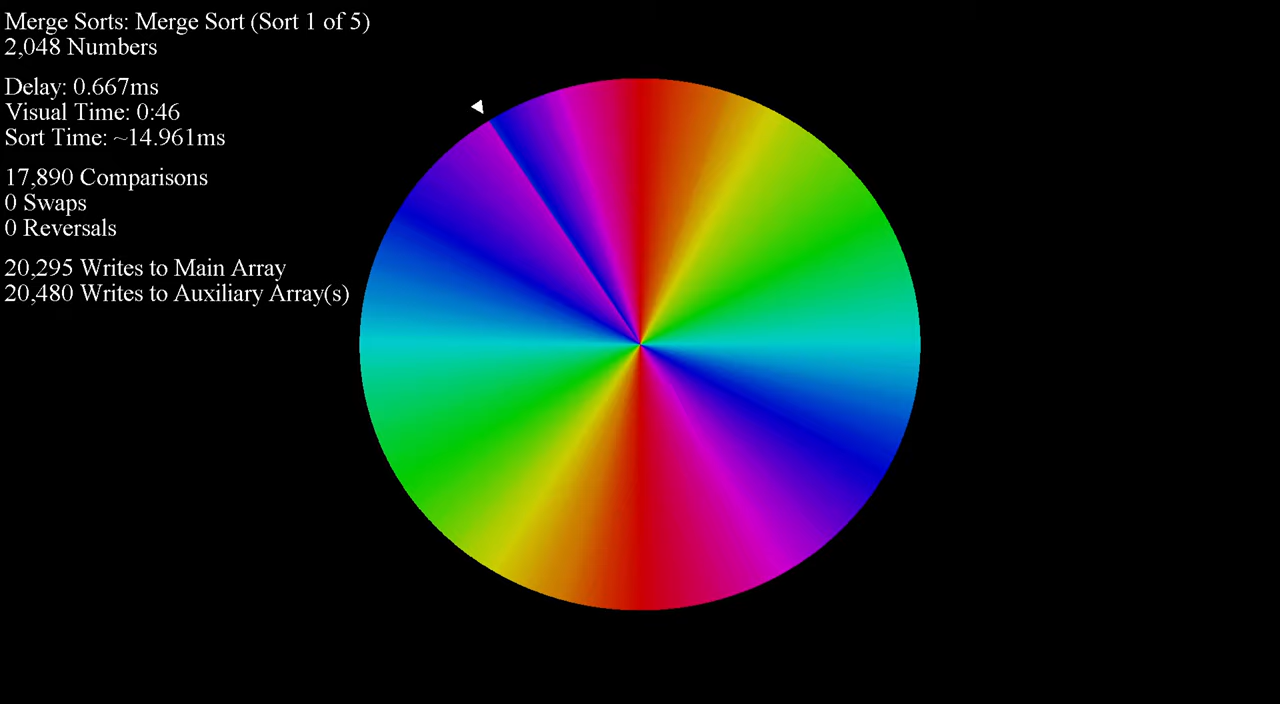 Merge Sorts: Merge Sort (Sort 1 of 5)
2,048 Numbers
Delay: 0.667ms
Visual Time: 0:46
Sort Time: ~14.961ms
17,890 Comparisons
0 Swaps
0 Reversals
20,295 Writes to Main Array
20,480 Writes to Auxiliary Array(s)